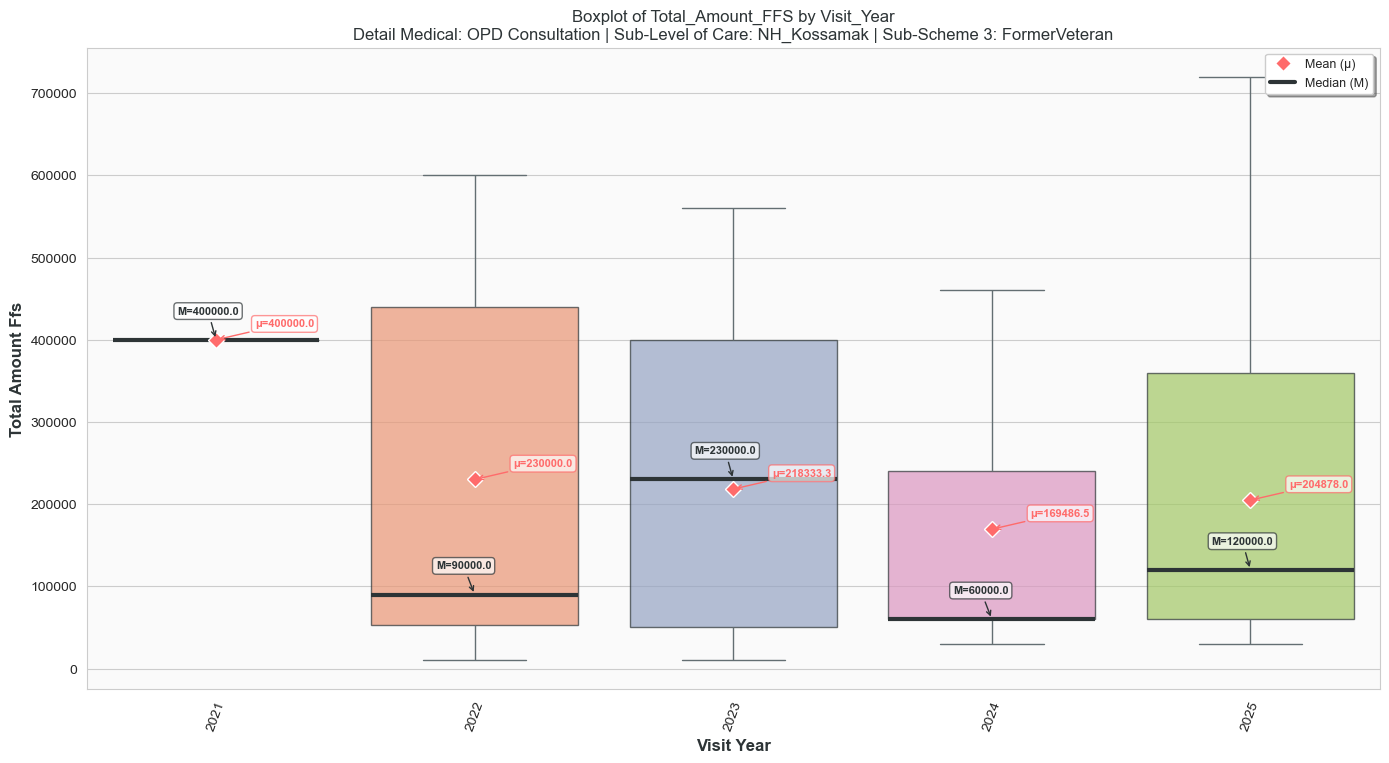 Boxplot of Total_Amount_FFS by Visit_Year
Detail Medical: OPD Consultation | Sub-Level of Care: NH_Kossamak | Sub-Scheme 3: FormerVeteran
Mean (μ)
Median (M)
Total Amount Ffs
700000
600000
500000
400000
300000
200000
100000
0
M=400000.0
μ=400000.0
μ=230000.0
M=90000.0
M=230000.0
μ=218333.3
μ=169486.5
M=60000.0
μ=204878.0
M=120000.0
2021
2022
2023
2024
2025
Visit Year